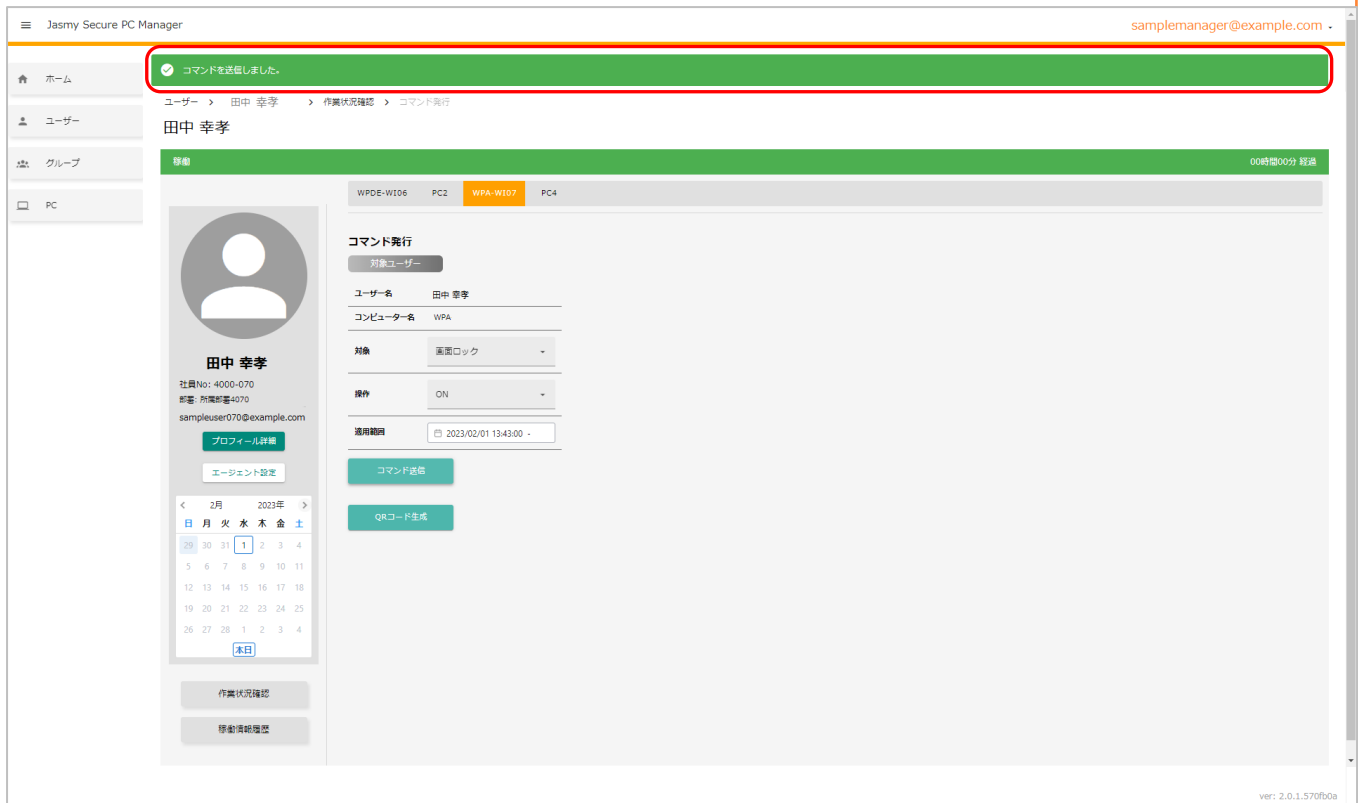 Jasmy Secure PC Manager
samplemanager@example.com
コマンドを送信しました。
ホーム
ユーザー
グループ
PC
ユーザー > 田中 幸孝 > 作業状況確認 > コマンド発行
田中 幸孝
稼働 00時間00分 経過
WPDE-WI06 PC2 WPA-WI07 PC4
コマンド発行
対象ユーザー
ユーザー名 田中 幸孝
コンピューター名 WPA
対象 画面ロック
操作 ON
適用範囲 2023/02/01 13:43:00 -
コマンド送信
QRコード生成
田中 幸孝
社員No: 4000-070
部署: 所属部署4070
sampleuser070@example.com
プロフィール詳細
エージェント設定
< 2月 2023年 >
日 月 火 水 木 金 土
29 30 31 1 2 3 4
5 6 7 8 9 10 11
12 13 14 15 16 17 18
19 20 21 22 23 24 25
26 27 28 1 2 3 4
本日
作業状況確認
稼働情報履歴
ver: 2.0.1.570fb0a